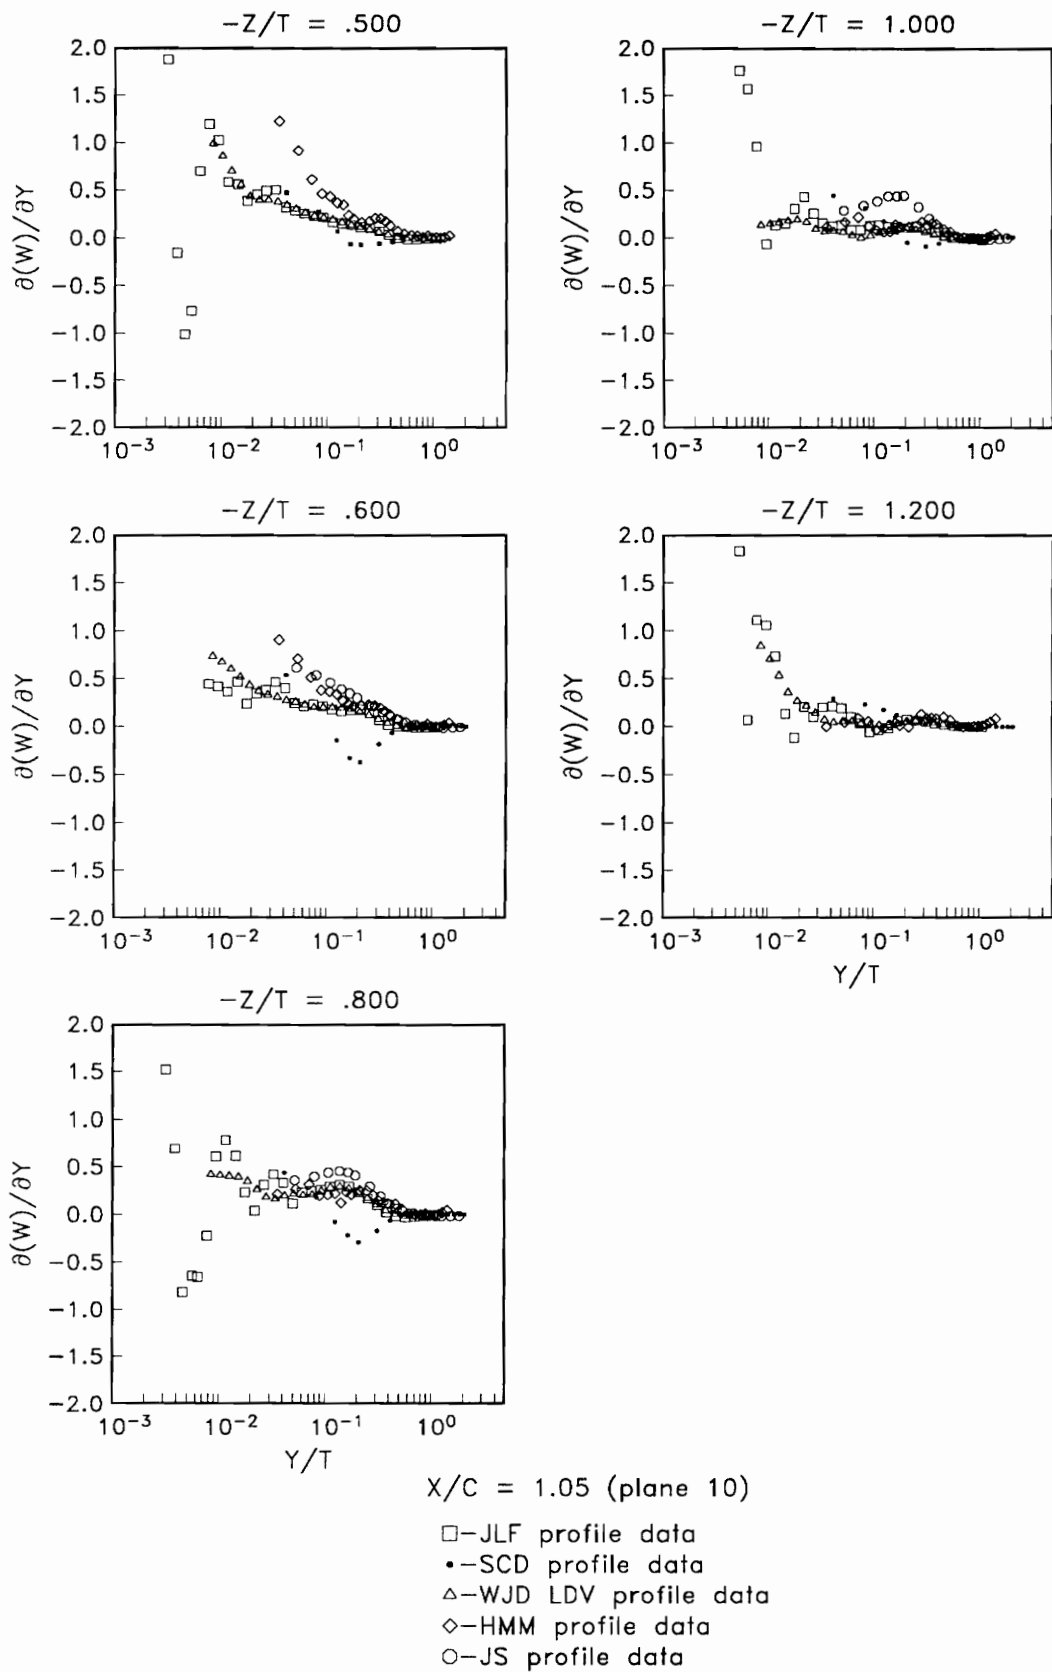 -Z/T = .500
2.0
1.5
1.0
0.5
0.0
-0.5
-1.0
-1.5
-2.0
∂(W)/∂Y
10⁻³ 10⁻² 10⁻¹ 10⁰
-Z/T = 1.000
2.0
1.5
1.0
0.5
0.0
-0.5
-1.0
-1.5
-2.0
∂(W)/∂Y
10⁻³ 10⁻² 10⁻¹ 10⁰
-Z/T = .600
2.0
1.5
1.0
0.5
0.0
-0.5
-1.0
-1.5
-2.0
∂(W)/∂Y
10⁻³ 10⁻² 10⁻¹ 10⁰
-Z/T = 1.200
2.0
1.5
1.0
0.5
0.0
-0.5
-1.0
-1.5
-2.0
∂(W)/∂Y
10⁻³ 10⁻² 10⁻¹ 10⁰
Y/T
-Z/T = .800
2.0
1.5
1.0
0.5
0.0
-0.5
-1.0
-1.5
-2.0
∂(W)/∂Y
10⁻³ 10⁻² 10⁻¹ 10⁰
Y/T
X/C = 1.05 (plane 10)
□-JLF profile data
•-SCD profile data
△-WJD LDV profile data
◇-HMM profile data
○-JS profile data